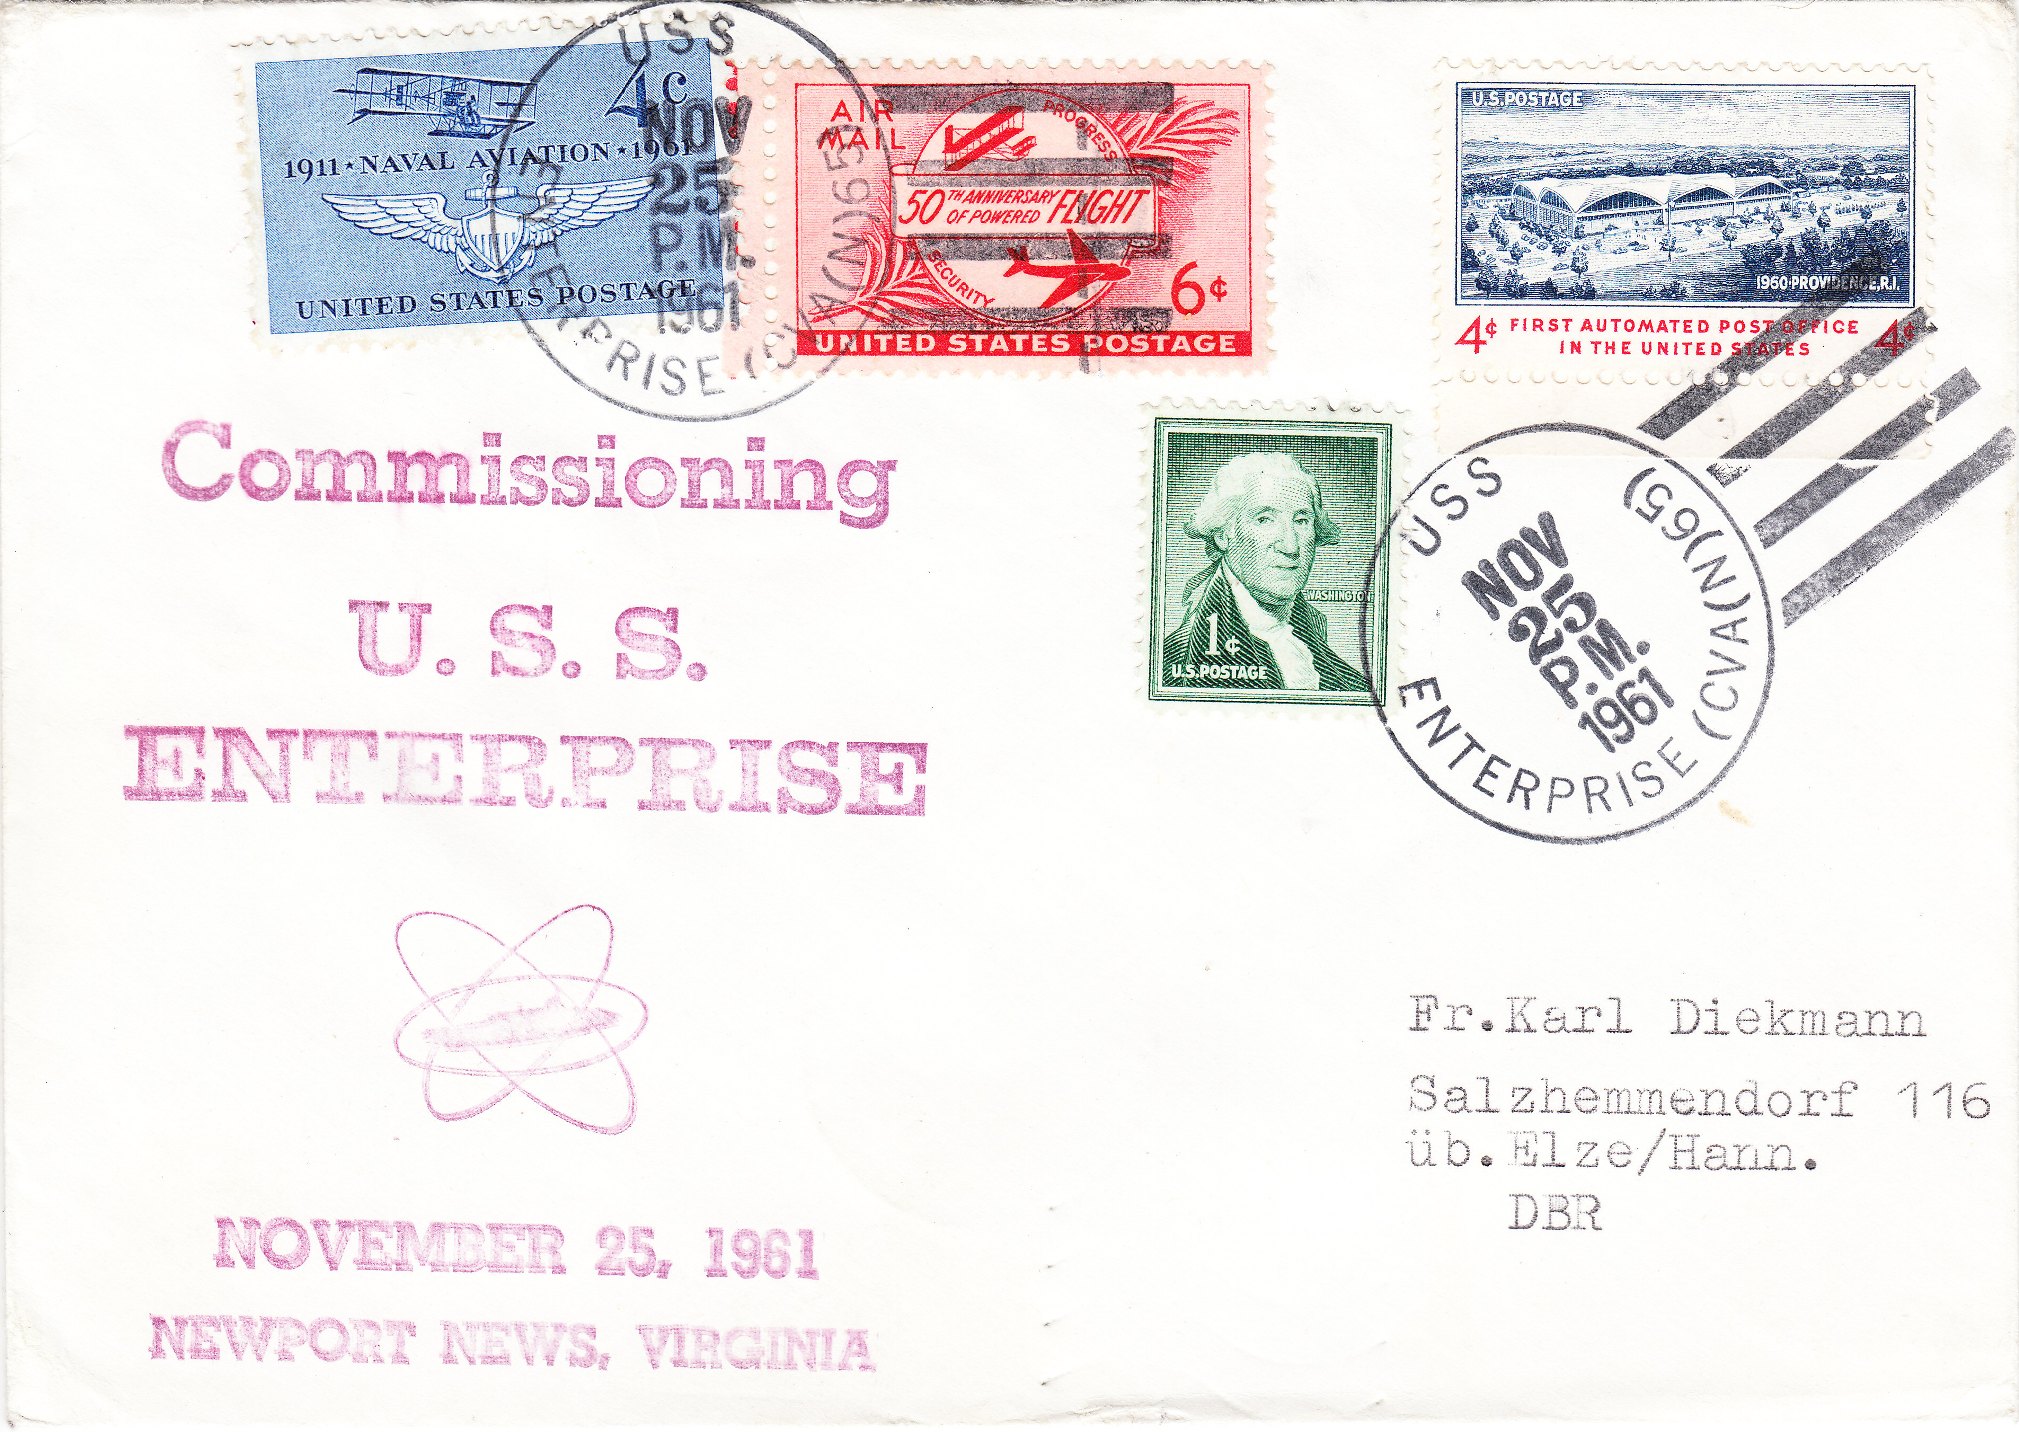 1911★NAVAL AVIATION★1961
4c
UNITED STATES POSTAGE
USS ENTERPRISE (CVA(N)65)
NOV
25
P.M.
1961
AIR
MAIL
PROGRESS
50TH ANNIVERSARY
OF POWERED FLIGHT
SECURITY
6¢
UNITED STATES POSTAGE
U.S. POSTAGE
1960·PROVIDENCE, R.I.
4¢ FIRST AUTOMATED POST OFFICE 4¢
IN THE UNITED STATES
WASHINGTON
1¢
U.S. POSTAGE
USS ENTERPRISE (CVA(N)65)
NOV
25
P.M.
1961
Commissioning
U. S. S.
ENTERPRISE
NOVEMBER 25, 1961
NEWPORT NEWS, VIRGINIA
Fr.Karl Diekmann
Salzhemmendorf 116
üb.Elze/Hann.
DBR